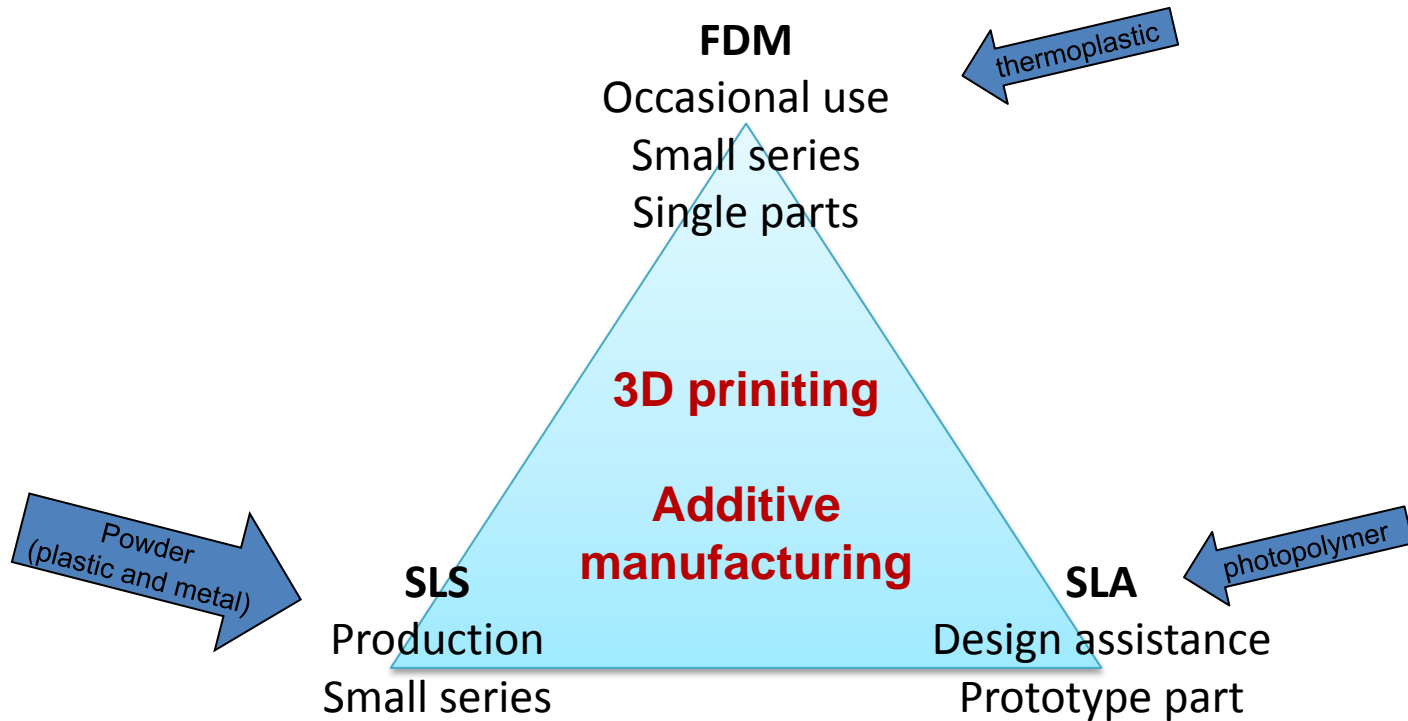 FDM
Occasional use
Small series
Single parts
thermoplastic
3D priniting
Additive
manufacturing
Powder
(plastic and metal)
SLS
Production
Small series
photopolymer
SLA
Design assistance
Prototype part